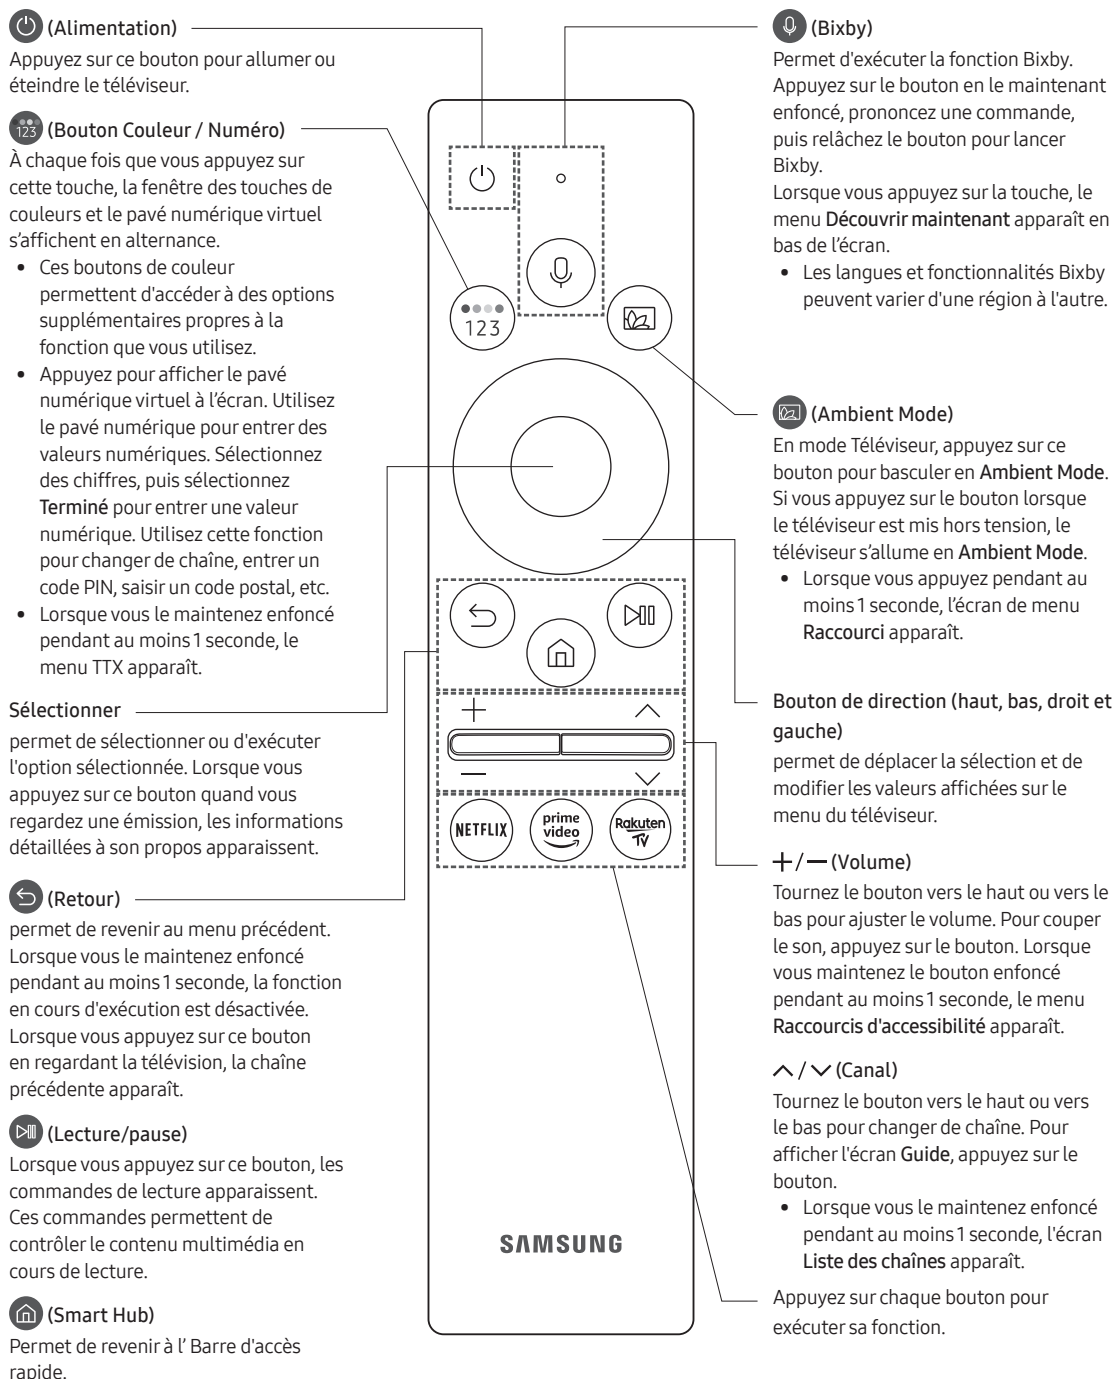 (Alimentation)
Appuyez sur ce bouton pour allumer ou
éteindre le téléviseur.
123 (Bouton Couleur / Numéro)
À chaque fois que vous appuyez sur
cette touche, la fenêtre des touches de
couleurs et le pavé numérique virtuel
s’affichent en alternance.
• Ces boutons de couleur
permettent d'accéder à des options
supplémentaires propres à la
fonction que vous utilisez.
• Appuyez pour afficher le pavé
numérique virtuel à l’écran. Utilisez
le pavé numérique pour entrer des
valeurs numériques. Sélectionnez
des chiffres, puis sélectionnez
Terminé pour entrer une valeur
numérique. Utilisez cette fonction
pour changer de chaîne, entrer un
code PIN, saisir un code postal, etc.
• Lorsque vous le maintenez enfoncé
pendant au moins 1 seconde, le
menu TTX apparaît.
Sélectionner
permet de sélectionner ou d'exécuter
l'option sélectionnée. Lorsque vous
appuyez sur ce bouton quand vous
regardez une émission, les informations
détaillées à son propos apparaissent.
(Retour)
permet de revenir au menu précédent.
Lorsque vous le maintenez enfoncé
pendant au moins 1 seconde, la fonction
en cours d'exécution est désactivée.
Lorsque vous appuyez sur ce bouton
en regardant la télévision, la chaîne
précédente apparaît.
(Lecture/pause)
Lorsque vous appuyez sur ce bouton, les
commandes de lecture apparaissent.
Ces commandes permettent de
contrôler le contenu multimédia en
cours de lecture.
(Smart Hub)
Permet de revenir à l’ Barre d'accès
rapide.
123
NETFLIX
prime
video
Rakuten
TV
SAMSUNG
(Bixby)
Permet d'exécuter la fonction Bixby.
Appuyez sur le bouton en le maintenant
enfoncé, prononcez une commande,
puis relâchez le bouton pour lancer
Bixby.
Lorsque vous appuyez sur la touche, le
menu Découvrir maintenant apparaît en
bas de l’écran.
• Les langues et fonctionnalités Bixby
peuvent varier d'une région à l'autre.
(Ambient Mode)
En mode Téléviseur, appuyez sur ce
bouton pour basculer en Ambient Mode.
Si vous appuyez sur le bouton lorsque
le téléviseur est mis hors tension, le
téléviseur s’allume en Ambient Mode.
• Lorsque vous appuyez pendant au
moins 1 seconde, l’écran de menu
Raccourci apparaît.
Bouton de direction (haut, bas, droit et
gauche)
permet de déplacer la sélection et de
modifier les valeurs affichées sur le
menu du téléviseur.
+/— (Volume)
Tournez le bouton vers le haut ou vers le
bas pour ajuster le volume. Pour couper
le son, appuyez sur le bouton. Lorsque
vous maintenez le bouton enfoncé
pendant au moins 1 seconde, le menu
Raccourcis d'accessibilité apparaît.
/ (Canal)
Tournez le bouton vers le haut ou vers
le bas pour changer de chaîne. Pour
afficher l'écran Guide, appuyez sur le
bouton.
• Lorsque vous le maintenez enfoncé
pendant au moins 1 seconde, l'écran
Liste des chaînes apparaît.
Appuyez sur chaque bouton pour
exécuter sa fonction.